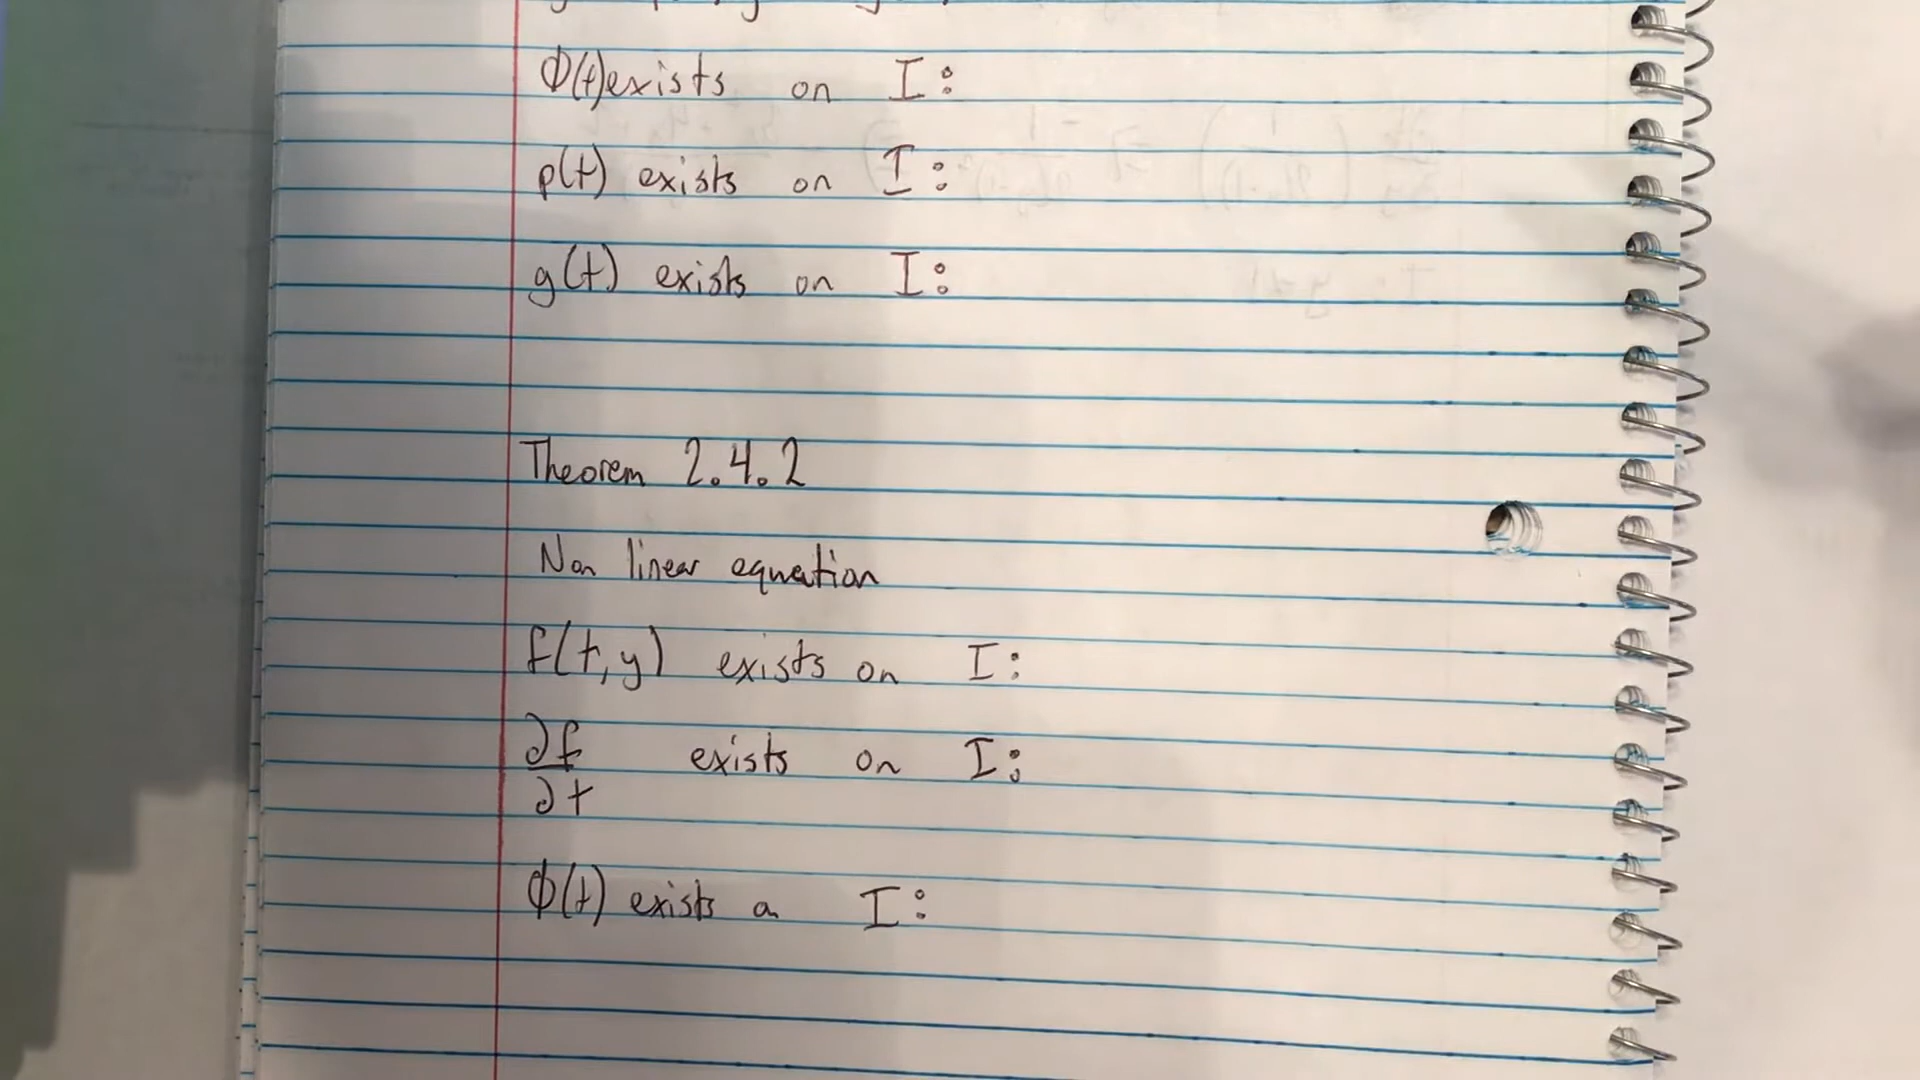 Φ(t) exists on I:
p(t) exists on I:
g(t) exists on I:
Theorem 2.4.2
Non linear equation
f(t,y) exists on I:
∂f
∂t exists on I:
Φ(t) exists on I: